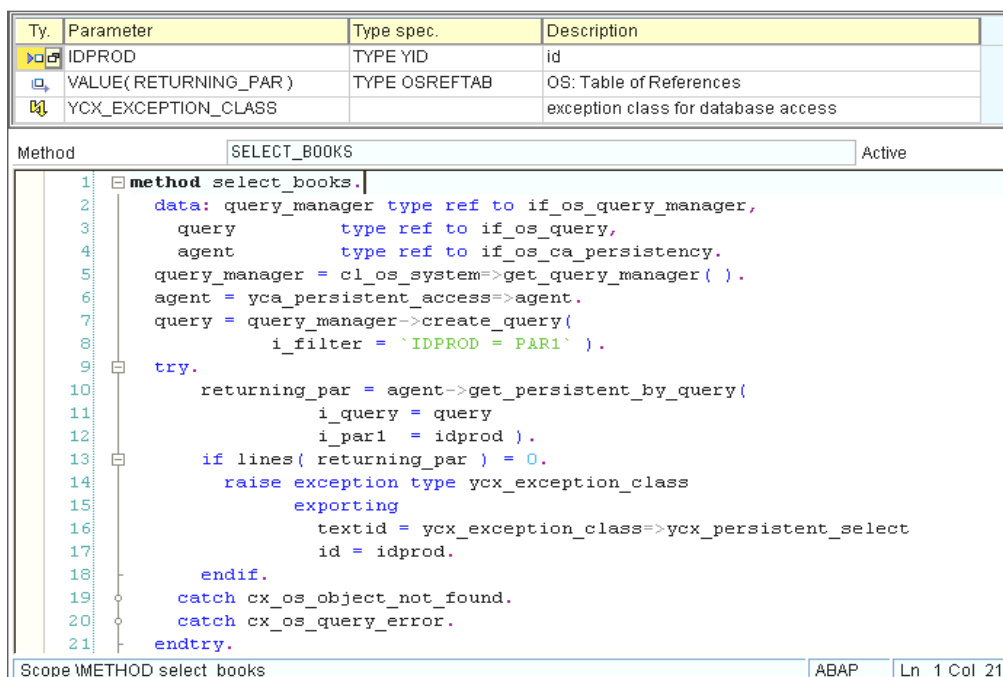 Ty. Parameter Type spec. Description
IDPROD TYPE YID id
VALUE( RETURNING_PAR ) TYPE OSREFTAB OS: Table of References
YCX_EXCEPTION_CLASS exception class for database access
Method SELECT_BOOKS Active
1 method select_books.
2 data: query_manager type ref to if_os_query_manager,
3 query type ref to if_os_query,
4 agent type ref to if_os_ca_persistency.
5 query_manager = cl_os_system=>get_query_manager( ).
6 agent = yca_persistent_access=>agent.
7 query = query_manager->create_query(
8 i_filter = `IDPROD = PAR1` ).
9 try.
10 returning_par = agent->get_persistent_by_query(
11 i_query = query
12 i_par1 = idprod ).
13 if lines( returning_par ) = 0.
14 raise exception type ycx_exception_class
15 exporting
16 textid = ycx_exception_class=>ycx_persistent_select
17 id = idprod.
18 endif.
19 catch cx_os_object_not_found.
20 catch cx_os_query_error.
21 endtry.
Scope \METHOD select_books ABAP Ln 1 Col 21